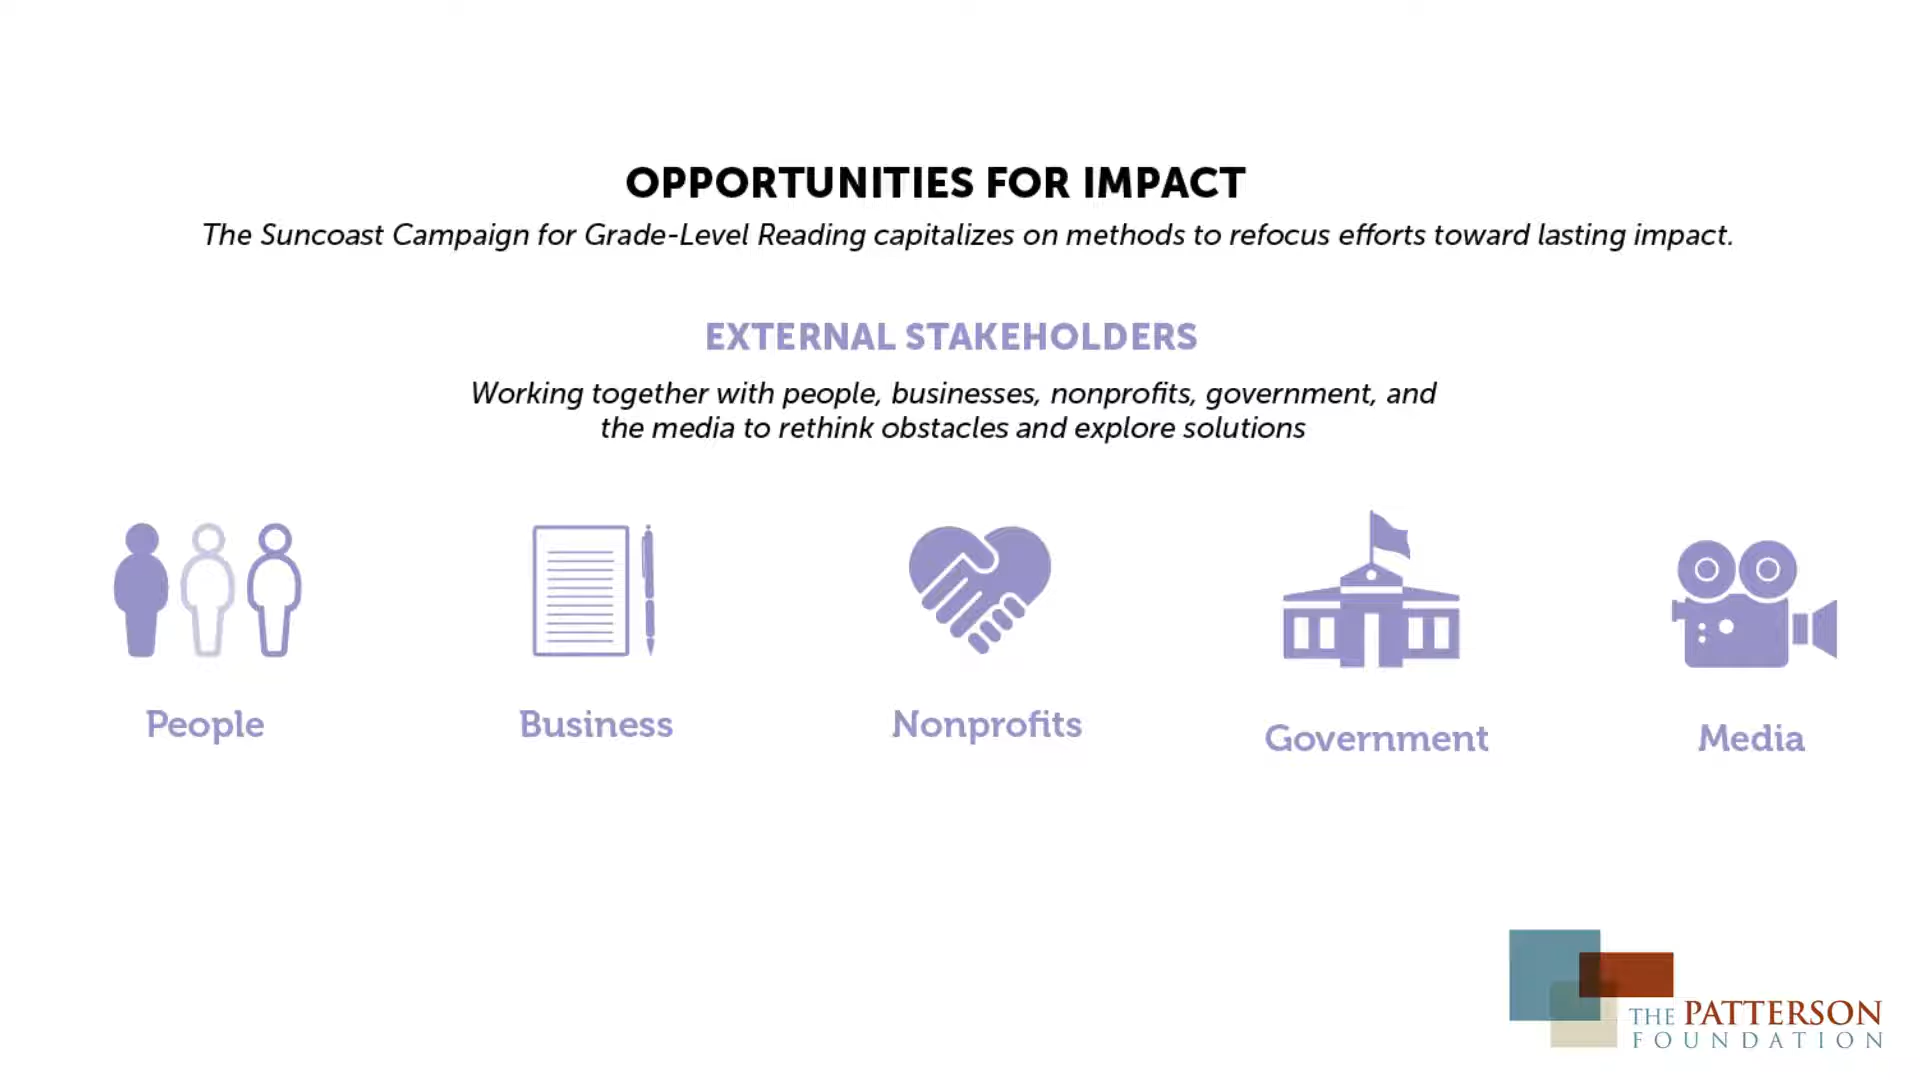 OPPORTUNITIES FOR IMPACT
The Suncoast Campaign for Grade-Level Reading capitalizes on methods to refocus efforts toward lasting impact.
EXTERNAL STAKEHOLDERS
Working together with people, businesses, nonprofits, government, and
the media to rethink obstacles and explore solutions
People
Business
Nonprofits
Government
Media
THE PATTERSON
FOUNDATION